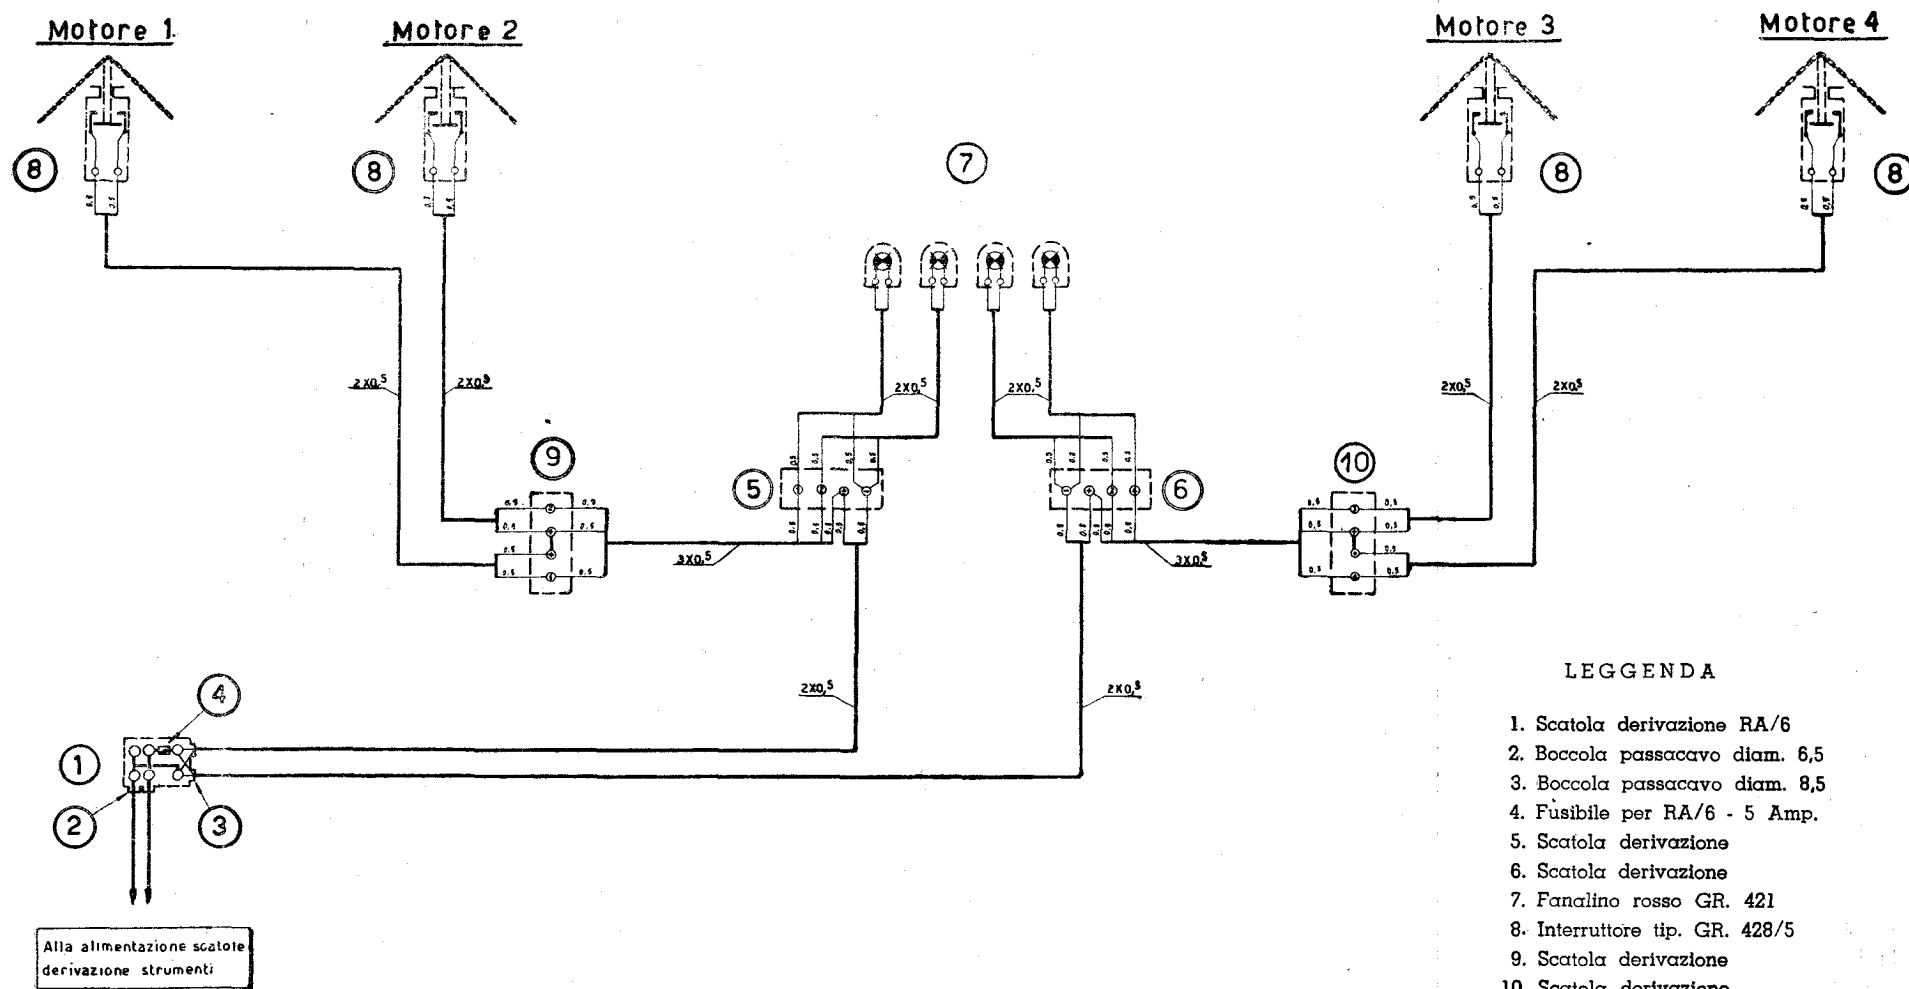 Motore 1
Motore 2
Motore 3
Motore 4
8
8
7
8
8
2X0,5
2X0,5
2X0,5
2X0,5
2X0,5
2X0,5
9
5
6
10
3X0,5
3X0,5
2X0,5
2X0,5
4
1
2
3
Alla alimentazione scatole
derivazione strumenti
LEGGENDA
1. Scatola derivazione RA/6
2. Boccola passacavo diam. 6,5
3. Boccola passacavo diam. 8,5
4. Fusibile per RA/6 - 5 Amp.
5. Scatola derivazione
6. Scatola derivazione
7. Fanalino rosso GR. 421
8. Interruttore tip. GR. 428/5
9. Scatola derivazione
10. Scatola derivazione